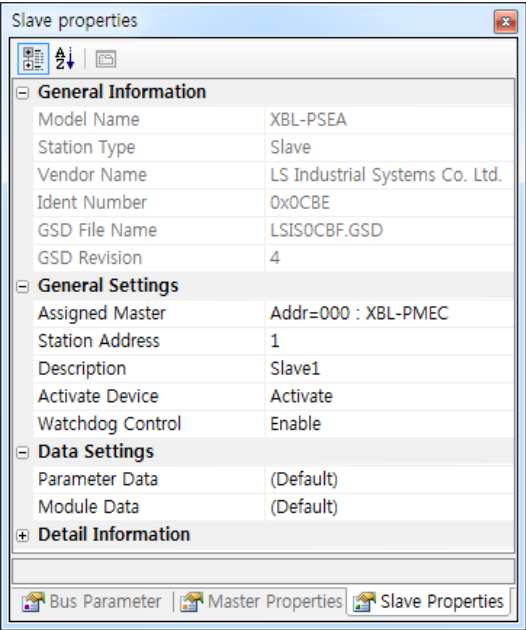 Slave properties
General Information
Model Name XBL-PSEA
Station Type Slave
Vendor Name LS Industrial Systems Co. Ltd.
Ident Number 0x0CBE
GSD File Name LSIS0CBF.GSD
GSD Revision 4
General Settings
Assigned Master Addr=000 : XBL-PMEC
Station Address 1
Description Slave1
Activate Device Activate
Watchdog Control Enable
Data Settings
Parameter Data (Default)
Module Data (Default)
Detail Information
Bus Parameter Master Properties Slave Properties